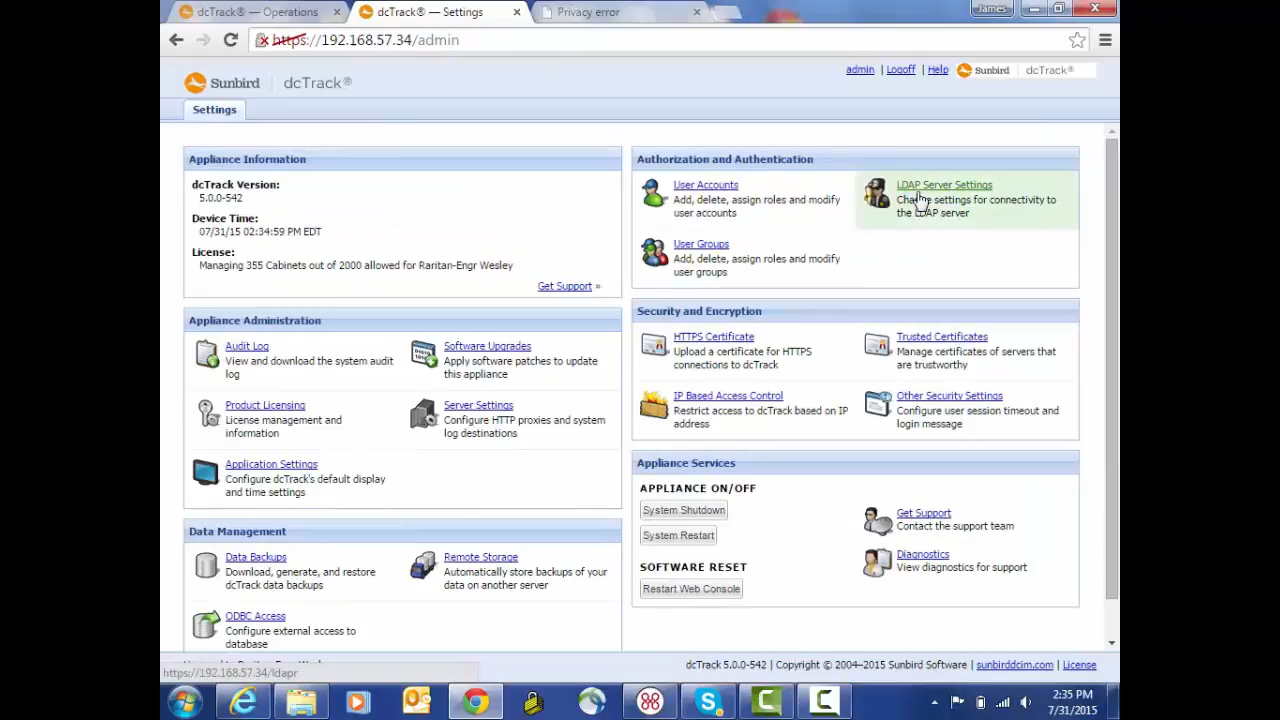 dcTrack® — Operations
dcTrack® — Settings
Privacy error
James
https://192.168.57.34/admin
admin | Logoff | Help
Sunbird | dcTrack®
Sunbird | dcTrack®
Settings
Appliance Information
dcTrack Version:
5.0.0-542
Device Time:
07/31/15 02:34:59 PM EDT
License:
Managing 355 Cabinets out of 2000 allowed for Raritan-Engr Wesley
Get Support »
Appliance Administration
Audit Log
View and download the system audit
log
Software Upgrades
Apply software patches to update
this appliance
Product Licensing
License management and
information
Server Settings
Configure HTTP proxies and system
log destinations
Application Settings
Configure dcTrack's default display
and time settings
Data Management
Data Backups
Download, generate, and restore
dcTrack data backups
Remote Storage
Automatically store backups of your
data on another server
ODBC Access
Configure external access to
database
Authorization and Authentication
User Accounts
Add, delete, assign roles and modify
user accounts
LDAP Server Settings
Change settings for connectivity to
the LDAP server
User Groups
Add, delete, assign roles and modify
user groups
Security and Encryption
HTTPS Certificate
Upload a certificate for HTTPS
connections to dcTrack
Trusted Certificates
Manage certificates of servers that
are trustworthy
IP Based Access Control
Restrict access to dcTrack based on IP
address
Other Security Settings
Configure user session timeout and
login message
Appliance Services
APPLIANCE ON/OFF
System Shutdown
System Restart
SOFTWARE RESET
Restart Web Console
Get Support
Contact the support team
Diagnostics
View diagnostics for support
dcTrack 5.0.0-542 | Copyright © 2004-2015 Sunbird Software | sunbirddcim.com | License
https://192.168.57.34/ldapr
2:35 PM
7/31/2015